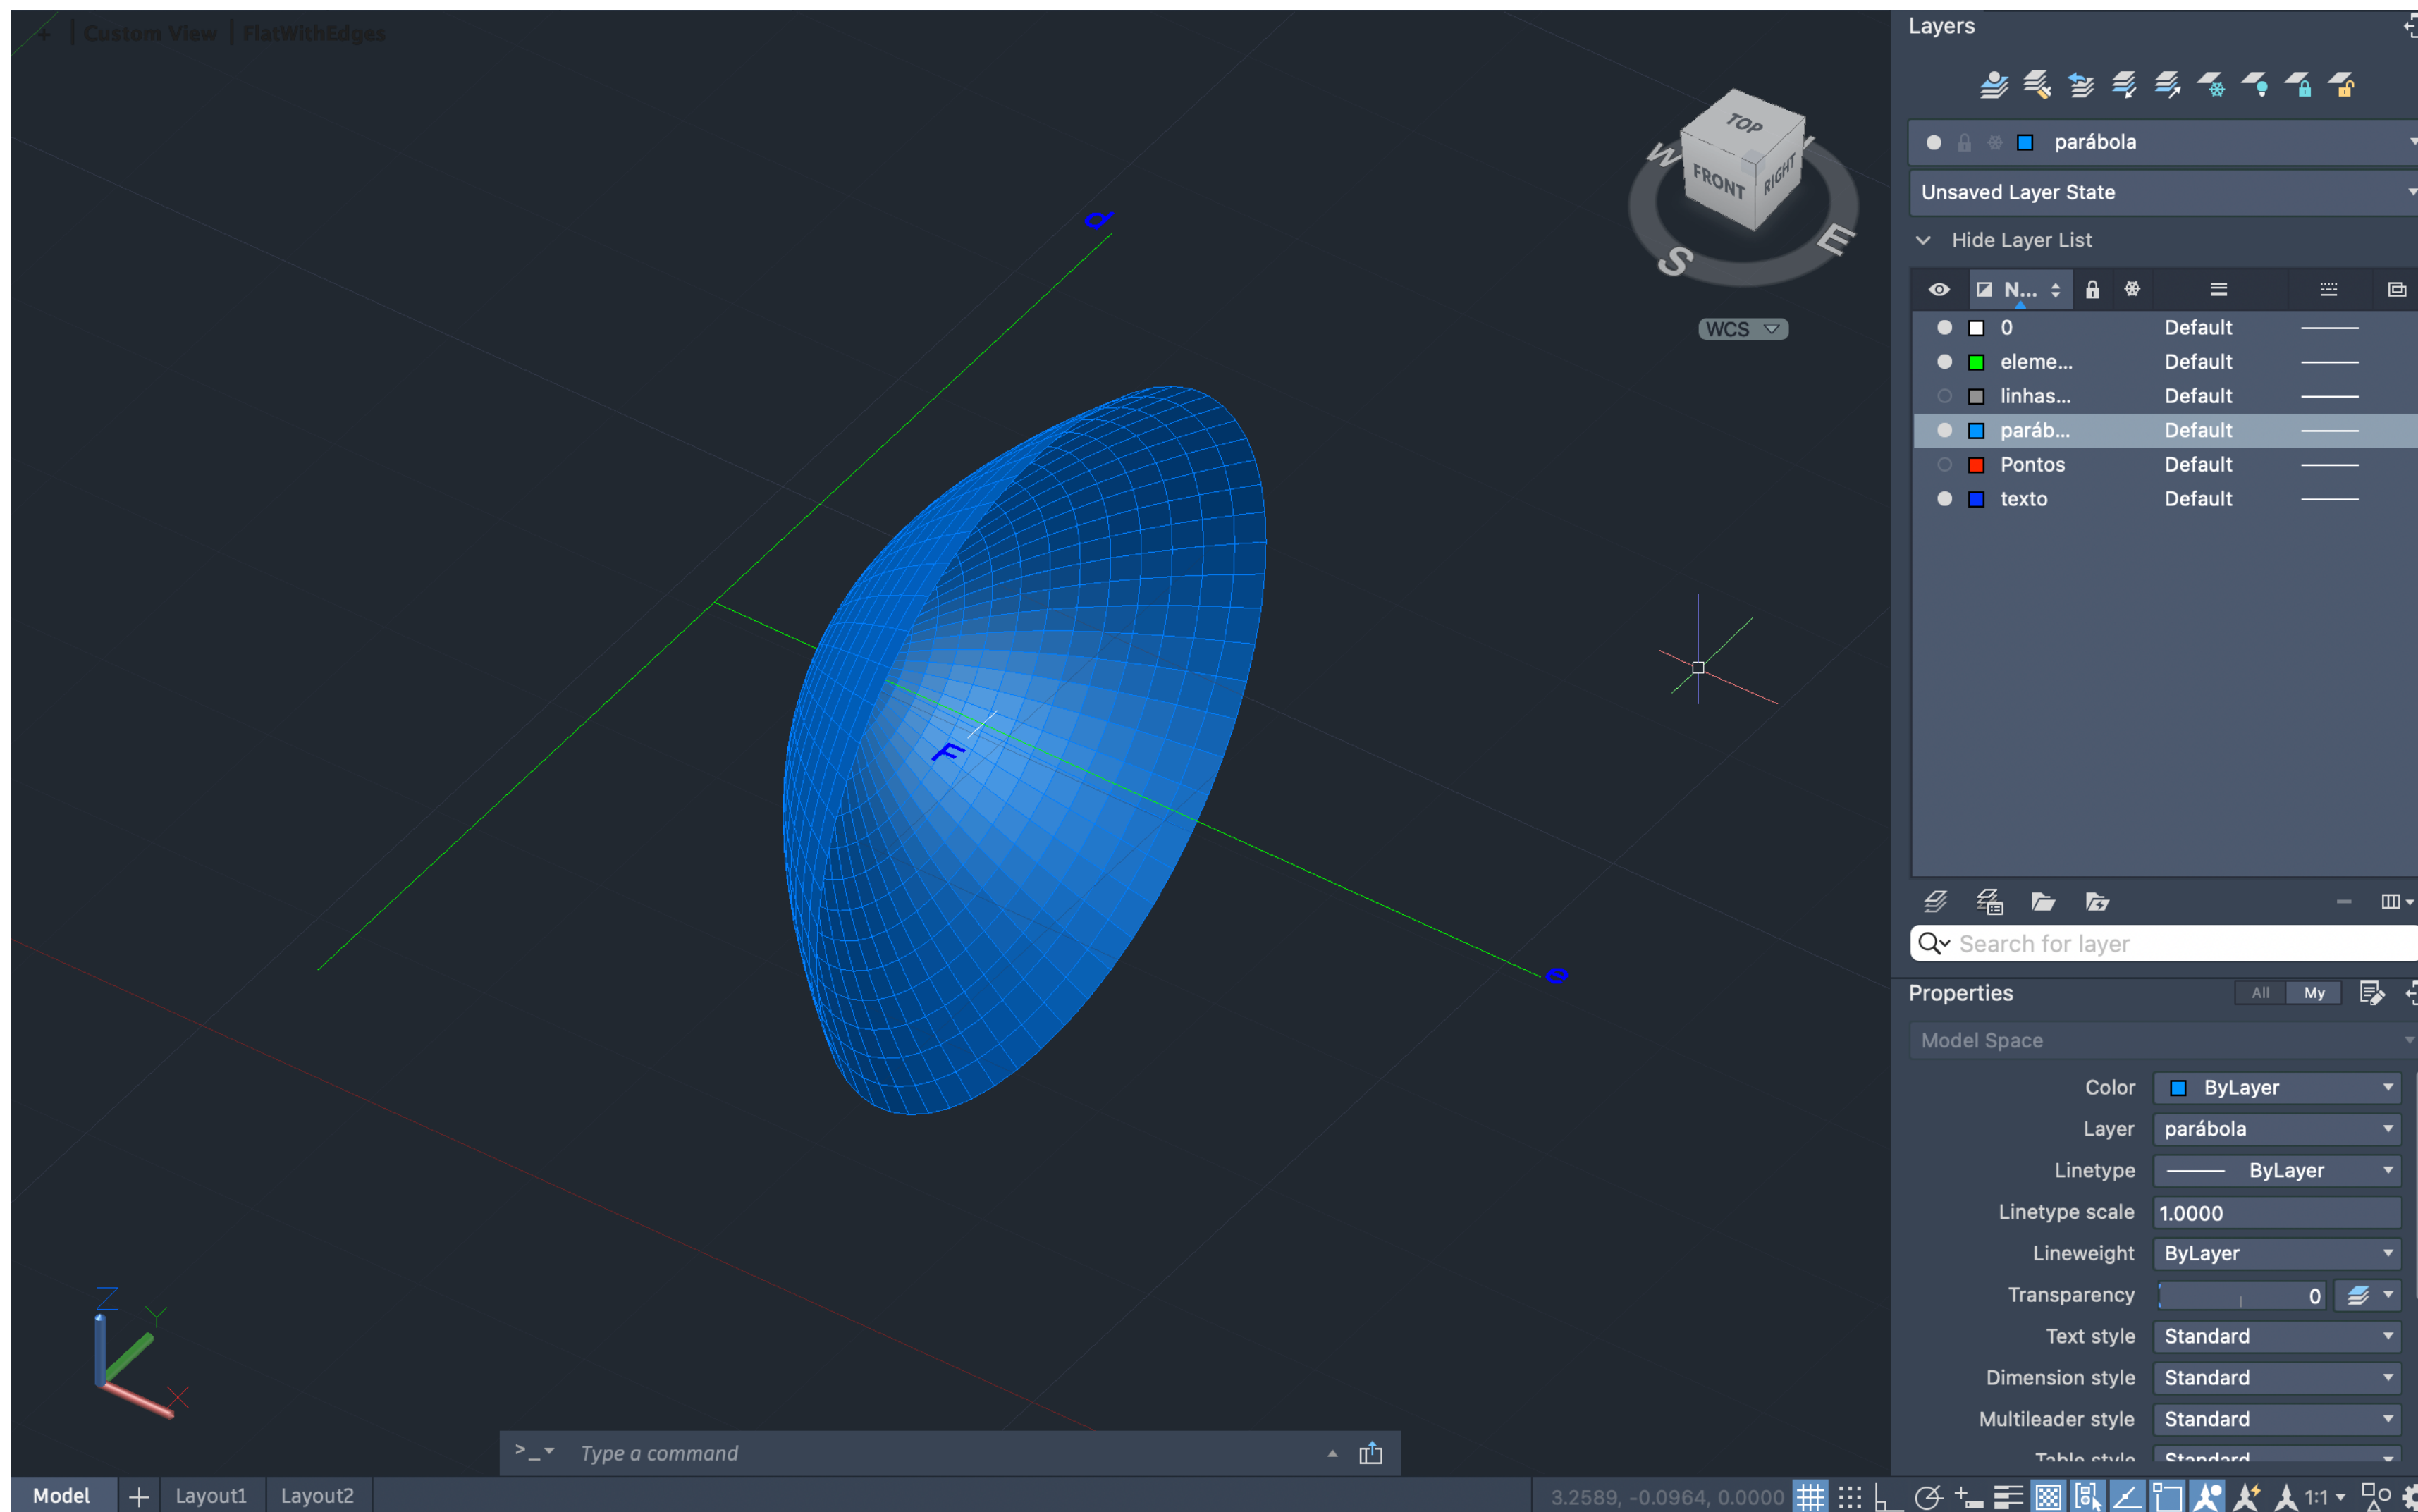 + | Custom View | FlatWithEdges
d
F
e
TOP
FRONT
RIGHT
W
S
E
WCS
Z
Y
X
>_ Type a command
Model + Layout1 Layout2
3.2589, -0.0964, 0.0000
1:1
Layers
parábola
Unsaved Layer State
Hide Layer List
N...
0 Default
eleme... Default
linhas... Default
paráb... Default
Pontos Default
texto Default
Search for layer
Properties
All My
Model Space
Color ByLayer
Layer parábola
Linetype ByLayer
Linetype scale 1.0000
Lineweight ByLayer
Transparency 0
Text style Standard
Dimension style Standard
Multileader style Standard
Table style Standard